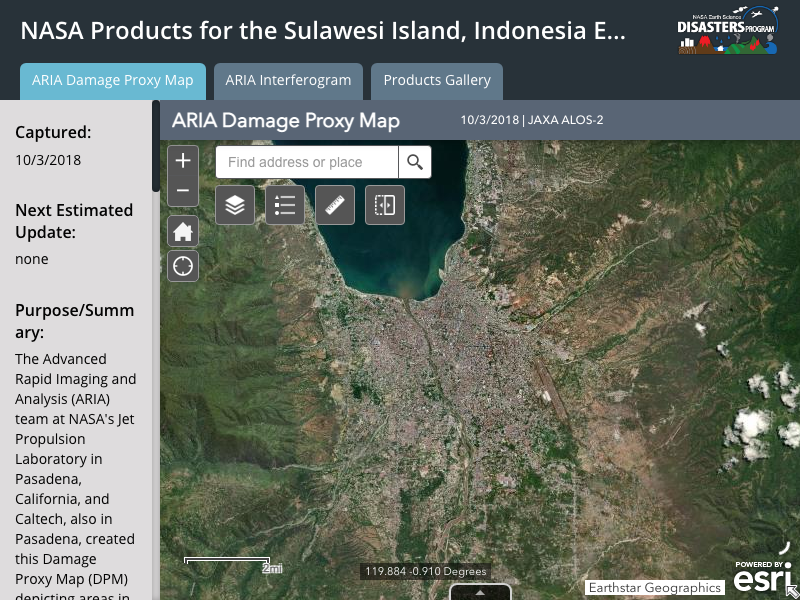 NASA Products for the Sulawesi Island, Indonesia E...
NASA Earth Science
DISASTERS PROGRAM
ARIA Damage Proxy Map
ARIA Interferogram
Products Gallery
Captured:
10/3/2018
Next Estimated
Update:
none
Purpose/Summ
ary:
The Advanced
Rapid Imaging and
Analysis (ARIA)
team at NASA's Jet
Propulsion
Laboratory in
Pasadena,
California, and
Caltech, also in
Pasadena, created
this Damage
Proxy Map (DPM)
depicting areas in
ARIA Damage Proxy Map
10/3/2018 | JAXA ALOS-2
+
Find address or place
−
2mi
119.884 -0.910 Degrees
Earthstar Geographics
POWERED BY
esri